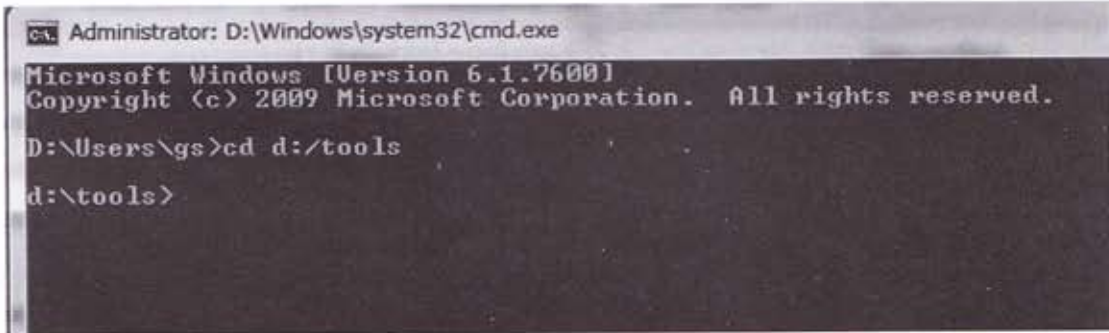 Administrator: D:\Windows\system32\cmd.exe
Microsoft Windows [Version 6.1.7600]
Copyright (c) 2009 Microsoft Corporation.  All rights reserved.
D:\Users\gs>cd d:/tools
d:\tools>